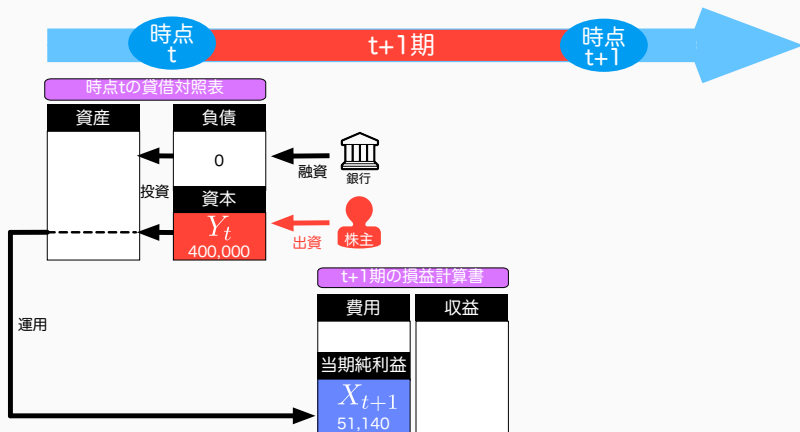 時点
t
t+1期
時点
t+1
時点tの貸借対照表
資産
負債
0
融資
銀行
投資
資本
Y_t
400,000
出資
株主
t+1期の損益計算書
費用
収益
運用
当期純利益
X_{t+1}
51,140